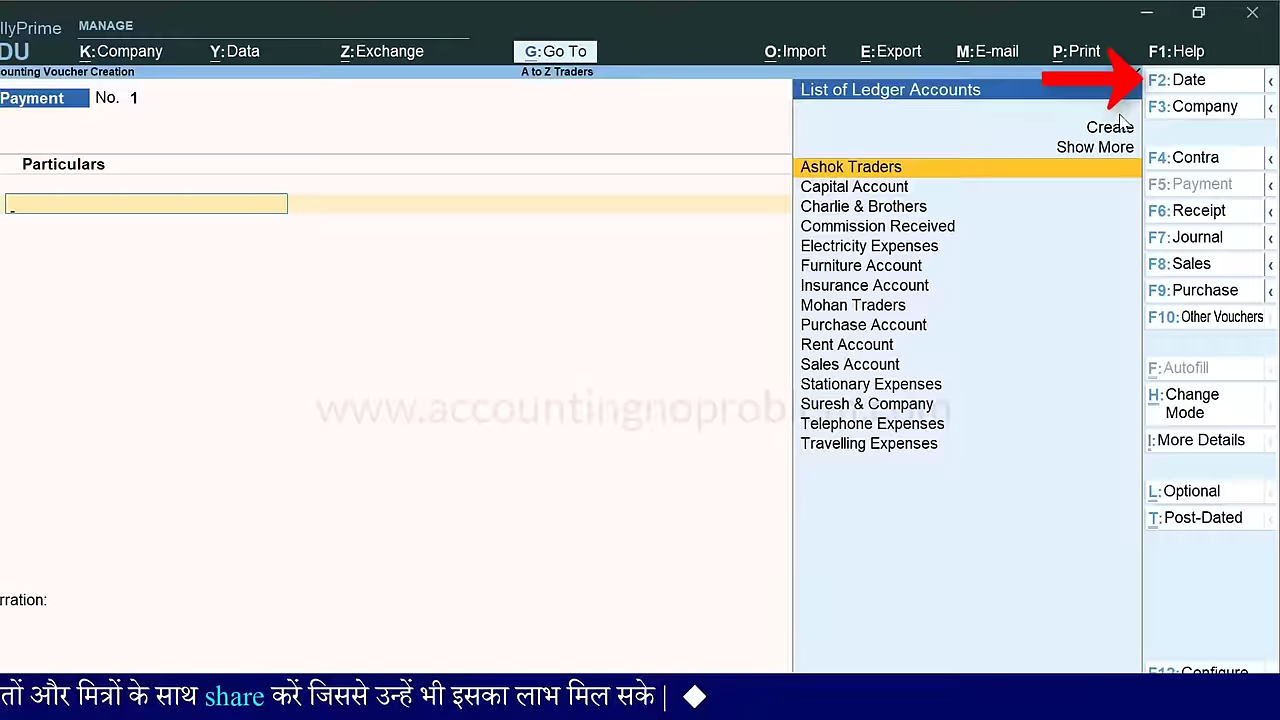 llyPrime
MANAGE
DU
K:Company
Y:Data
Z:Exchange
G:Go To
O:Import
E:Export
M:E-mail
P:Print
F1:Help
ounting Voucher Creation
A to Z Traders
Payment
No. 1
Particulars
List of Ledger Accounts
Create
Show More
Ashok Traders
Capital Account
Charlie & Brothers
Commission Received
Electricity Expenses
Furniture Account
Insurance Account
Mohan Traders
Purchase Account
Rent Account
Sales Account
Stationary Expenses
Suresh & Company
Telephone Expenses
Travelling Expenses
F2:Date
F3:Company
F4:Contra
F5:Payment
F6:Receipt
F7:Journal
F8:Sales
F9:Purchase
F10:Other Vouchers
F:Autofill
H:Change
Mode
I:More Details
L:Optional
T:Post-Dated
F12:Configure
www.accountingnoproblem.com
rration:
तों और मित्रों के साथ share करें जिससे उन्हें भी इसका लाभ मिल सके |